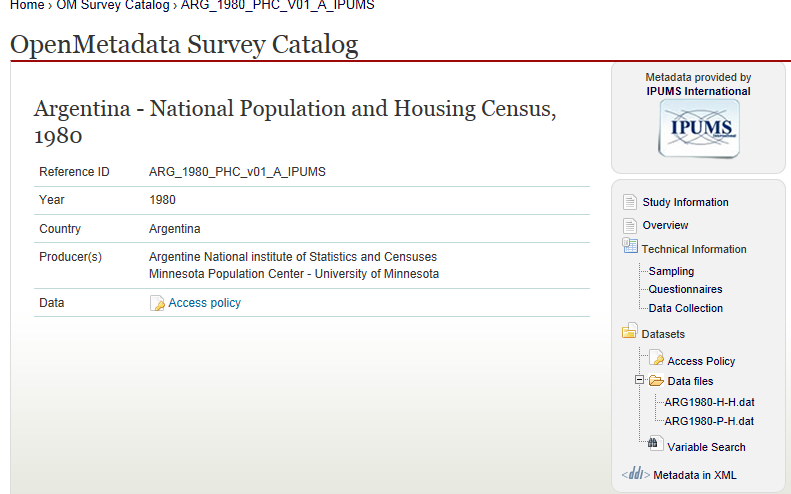 Home › OM Survey Catalog › ARG_1980_PHC_V01_A_IPUMS
OpenMetadata Survey Catalog
Argentina - National Population and Housing Census,
1980
Reference ID ARG_1980_PHC_v01_A_IPUMS
Year 1980
Country Argentina
Producer(s) Argentine National institute of Statistics and Censuses
Minnesota Population Center - University of Minnesota
Data Access policy
Metadata provided by
IPUMS International
IPUMS
International
Study Information
Overview
Technical Information
Sampling
Questionnaires
Data Collection
Datasets
Access Policy
Data files
ARG1980-H-H.dat
ARG1980-P-H.dat
Variable Search
<ddi> Metadata in XML